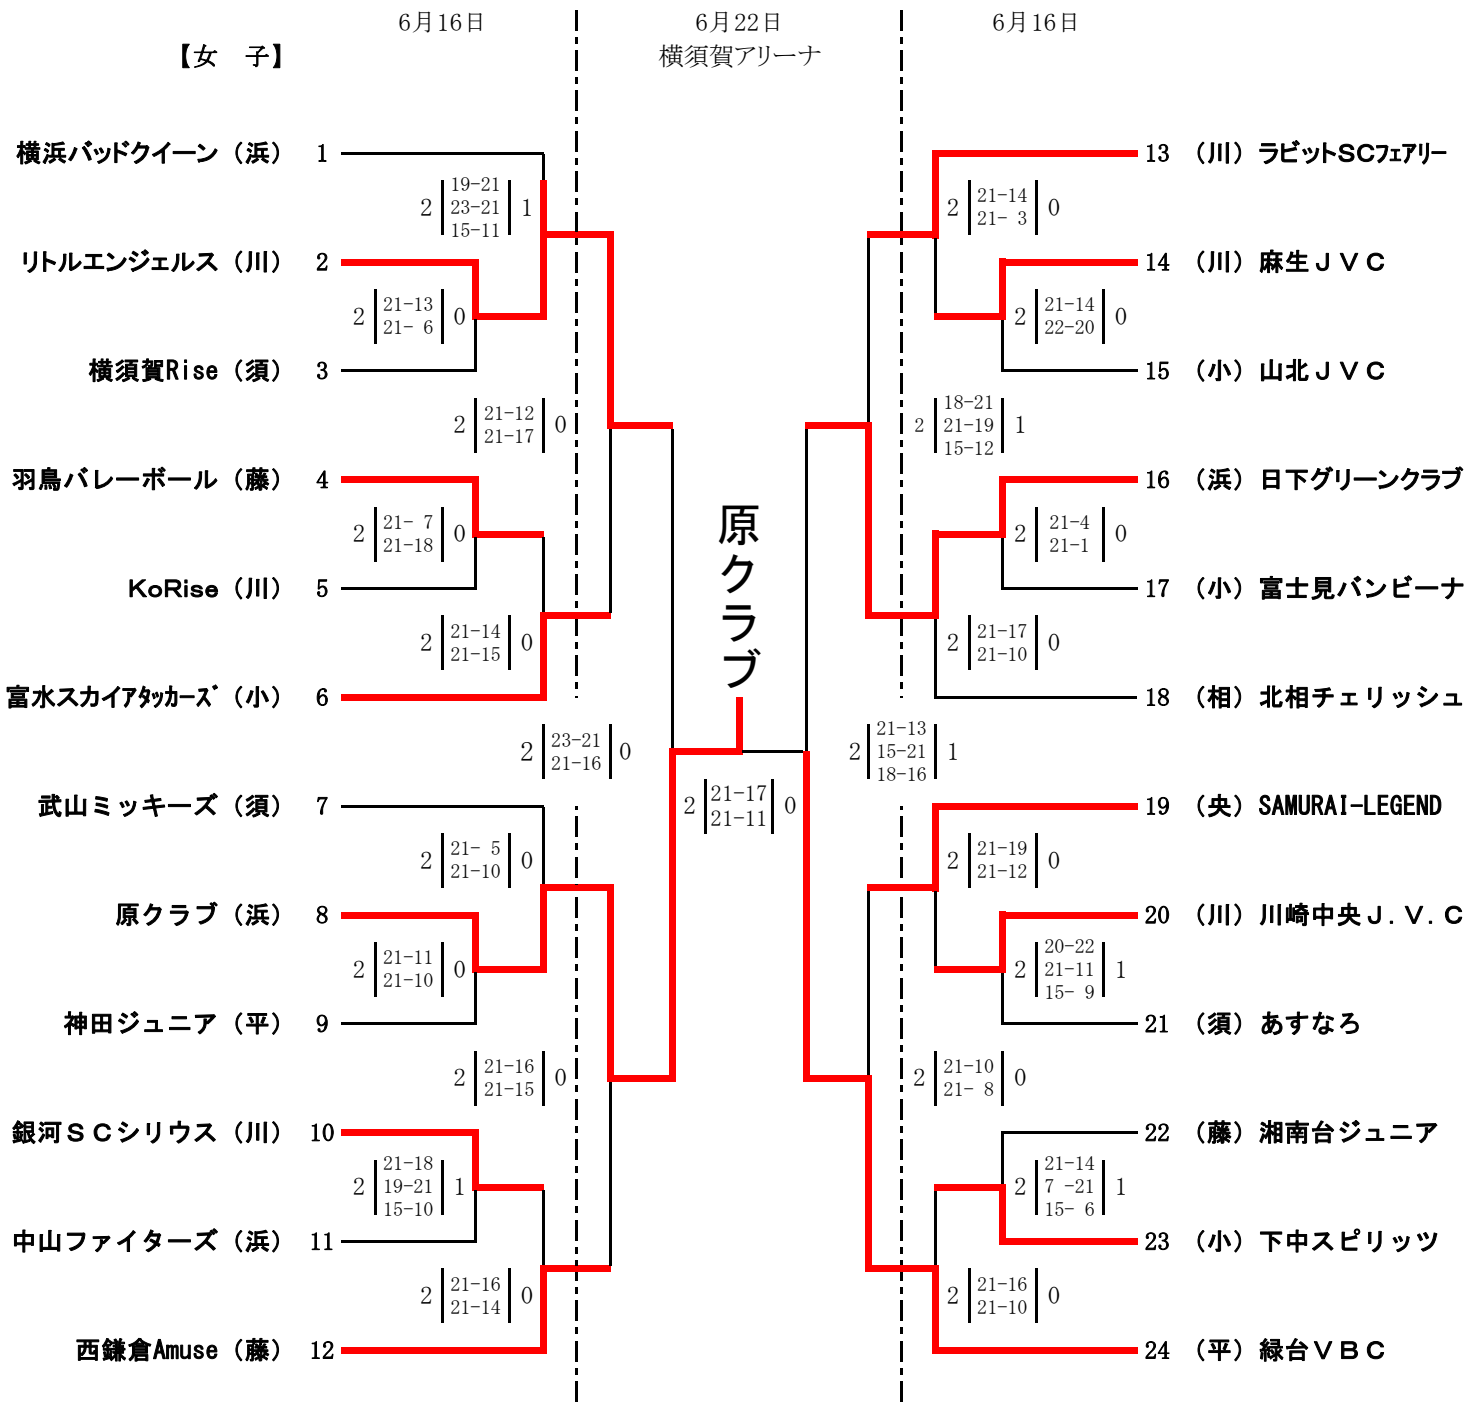 6月16日
6月22日
6月16日
【女　子】
横須賀アリーナ
横浜バッドクイーン（浜） 1
13 （川）ラビットSCフェアリー
2 19-21 1
23-21
15-11
2 21-14 0
21- 3
リトルエンジェルス（川） 2
14 （川）麻生ＪＶＣ
2 21-13 0
21- 6
2 21-14 0
22-20
横須賀Rise（須） 3
15 （小）山北ＪＶＣ
2 21-12 0
21-17
2 18-21 1
21-19
15-12
羽鳥バレーボール（藤） 4
16 （浜）日下グリーンクラブ
2 21- 7 0
21-18
原クラブ
2 21-4 0
21-1
KoRise（川） 5
17 （小）富士見バンビーナ
2 21-14 0
21-15
2 21-17 0
21-10
富水スカイアタッカーズ（小） 6
18 （相）北相チェリッシュ
2 23-21 0
21-16
2 21-13 1
15-21
18-16
武山ミッキーズ（須） 7
2 21-17 0
21-11
19 （央）SAMURAI-LEGEND
2 21- 5 0
21-10
2 21-19 0
21-12
原クラブ（浜） 8
20 （川）川崎中央Ｊ．Ｖ．Ｃ
2 21-11 0
21-10
2 20-22 1
21-11
15- 9
神田ジュニア（平） 9
21 （須）あすなろ
2 21-16 0
21-15
2 21-10 0
21- 8
銀河ＳＣシリウス（川） 10
22 （藤）湘南台ジュニア
2 21-18 1
19-21
15-10
2 21-14 1
7 -21
15- 6
中山ファイターズ（浜） 11
23 （小）下中スピリッツ
2 21-16 0
21-14
2 21-16 0
21-10
西鎌倉Amuse（藤） 12
24 （平）緑台ＶＢＣ